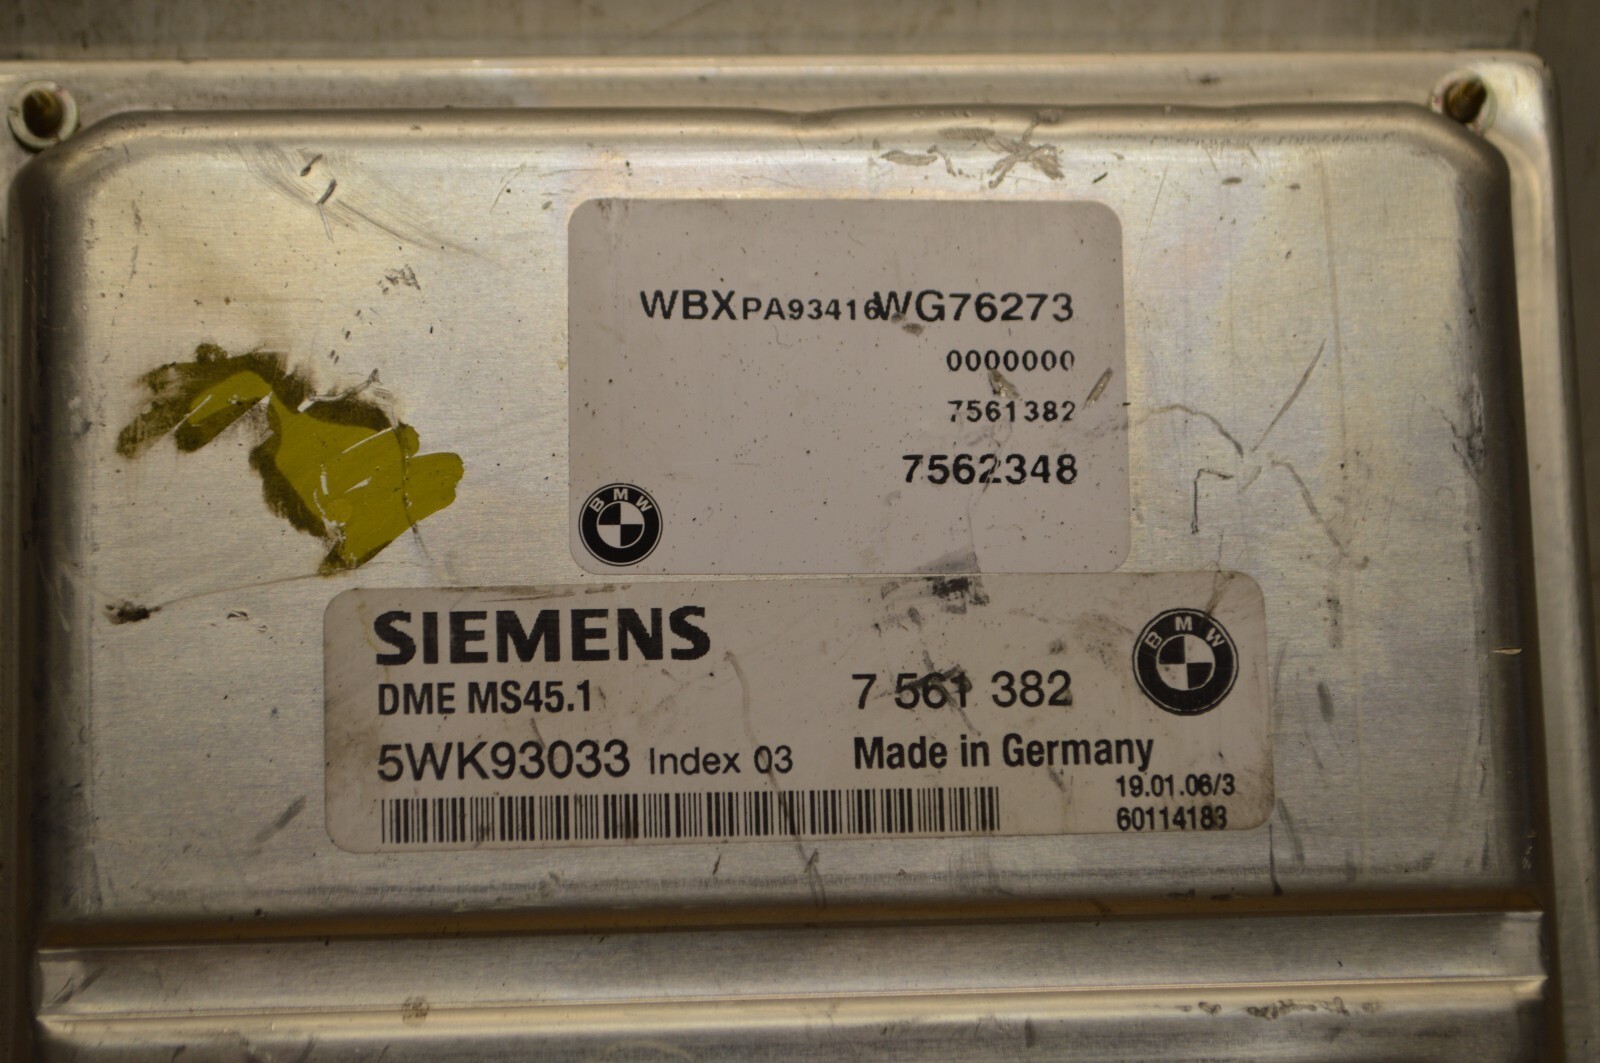 WBXPA93416WG76273
0000000
7561382
7562348
BMW
SIEMENS
BMW
DME MS45.1 7 561 382
5WK93033 Index 03 Made in Germany
19.01.06/3
60114183